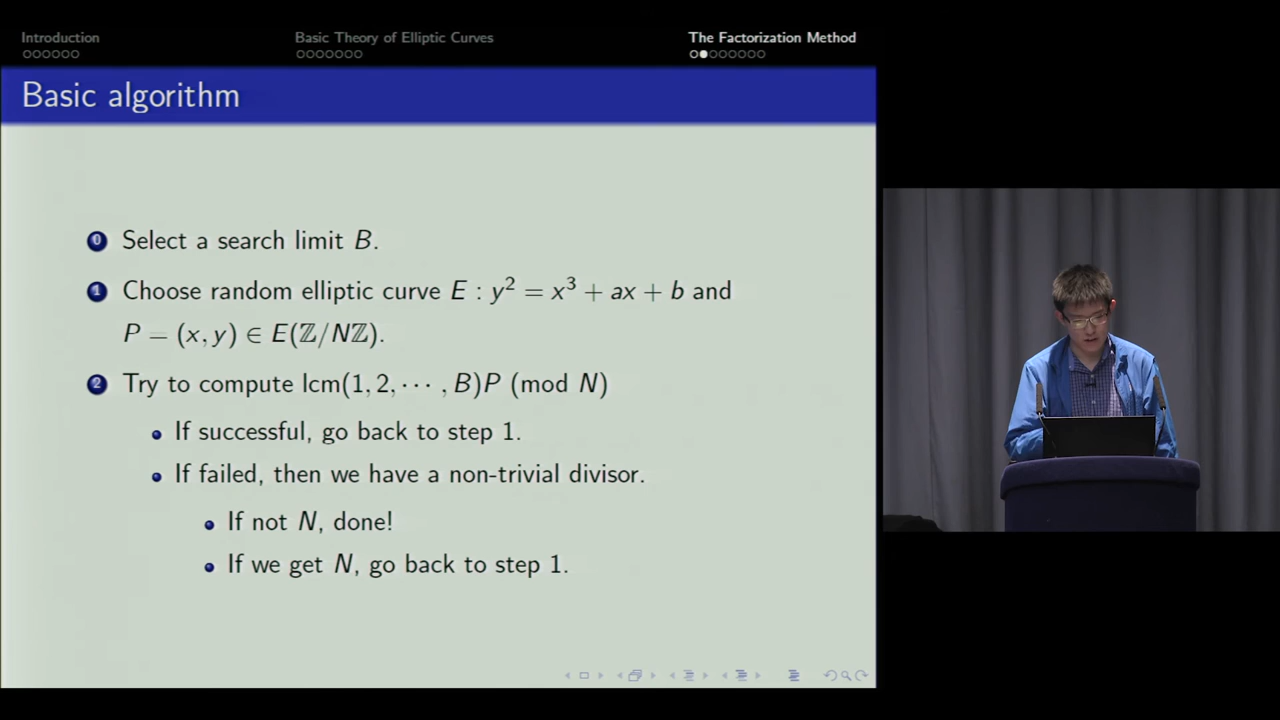 Introduction
Basic Theory of Elliptic Curves
The Factorization Method
Basic algorithm
0 Select a search limit B.
1 Choose random elliptic curve E : y² = x³ + ax + b and
P = (x, y) ∈ E(ℤ/Nℤ).
2 Try to compute lcm(1, 2, ⋯ , B)P (mod N)
If successful, go back to step 1.
If failed, then we have a non-trivial divisor.
If not N, done!
If we get N, go back to step 1.